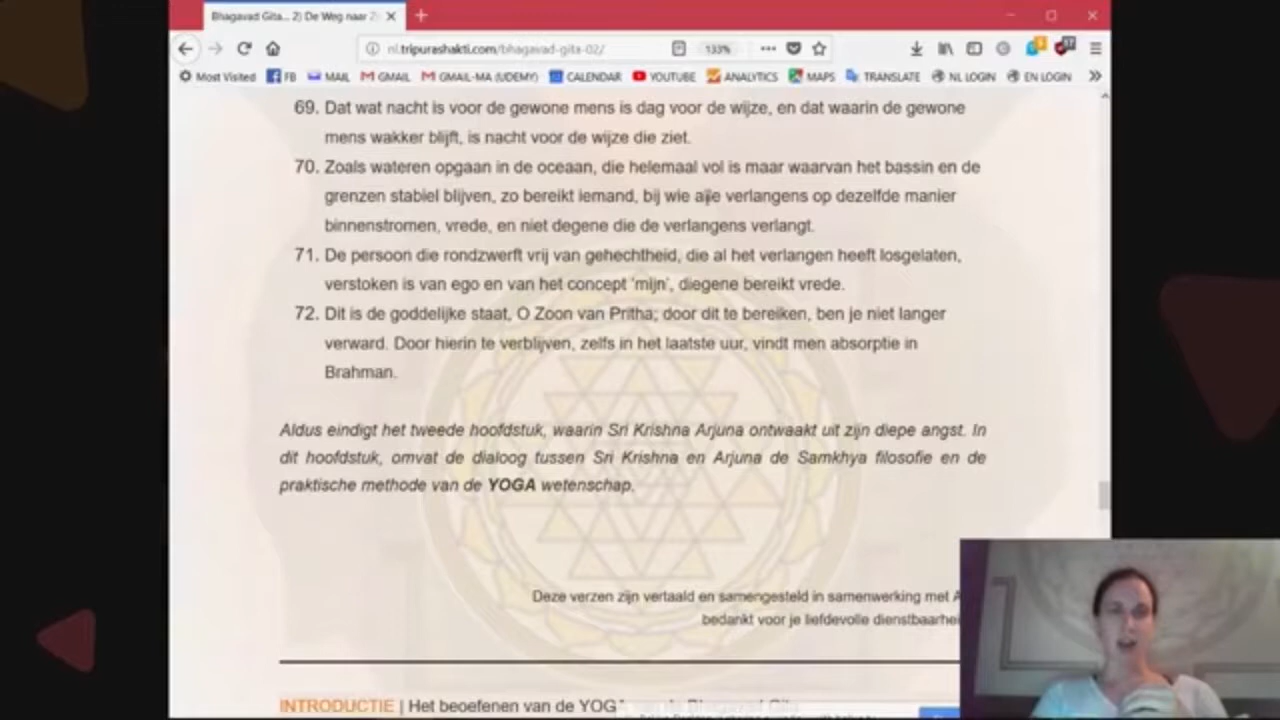 Bhagavad Gita... 2) De Weg naar
nl.tripurashakti.com/bhagavad-gita-02/
133%
Most Visited FB MAIL GMAIL GMAIL-MA (UDEMY) CALENDAR YOUTUBE ANALYTICS MAPS TRANSLATE NL LOGIN EN LOGIN
69. Dat wat nacht is voor de gewone mens is dag voor de wijze, en dat waarin de gewone
mens wakker blijft, is nacht voor de wijze die ziet.
70. Zoals wateren opgaan in de oceaan, die helemaal vol is maar waarvan het bassin en de
grenzen stabiel blijven, zo bereikt iemand, bij wie alle verlangens op dezelfde manier
binnenstromen, vrede, en niet degene die de verlangens verlangt.
71. De persoon die rondzwerft vrij van gehechtheid, die al het verlangen heeft losgelaten,
verstoken is van ego en van het concept 'mijn', diegene bereikt vrede.
72. Dit is de goddelijke staat, O Zoon van Pritha; door dit te bereiken, ben je niet langer
verward. Door hierin te verblijven, zelfs in het laatste uur, vindt men absorptie in
Brahman.
Aldus eindigt het tweede hoofdstuk, waarin Sri Krishna Arjuna ontwaakt uit zijn diepe angst. In
dit hoofdstuk, omvat de dialoog tussen Sri Krishna en Arjuna de Samkhya filosofie en de
praktische methode van de YOGA wetenschap.
Deze verzen zijn vertaald en samengesteld in samenwerking met
bedankt voor je liefdevolle
INTRODUCTIE | Het beoefenen van de YOGA van de Bhagavad Gita